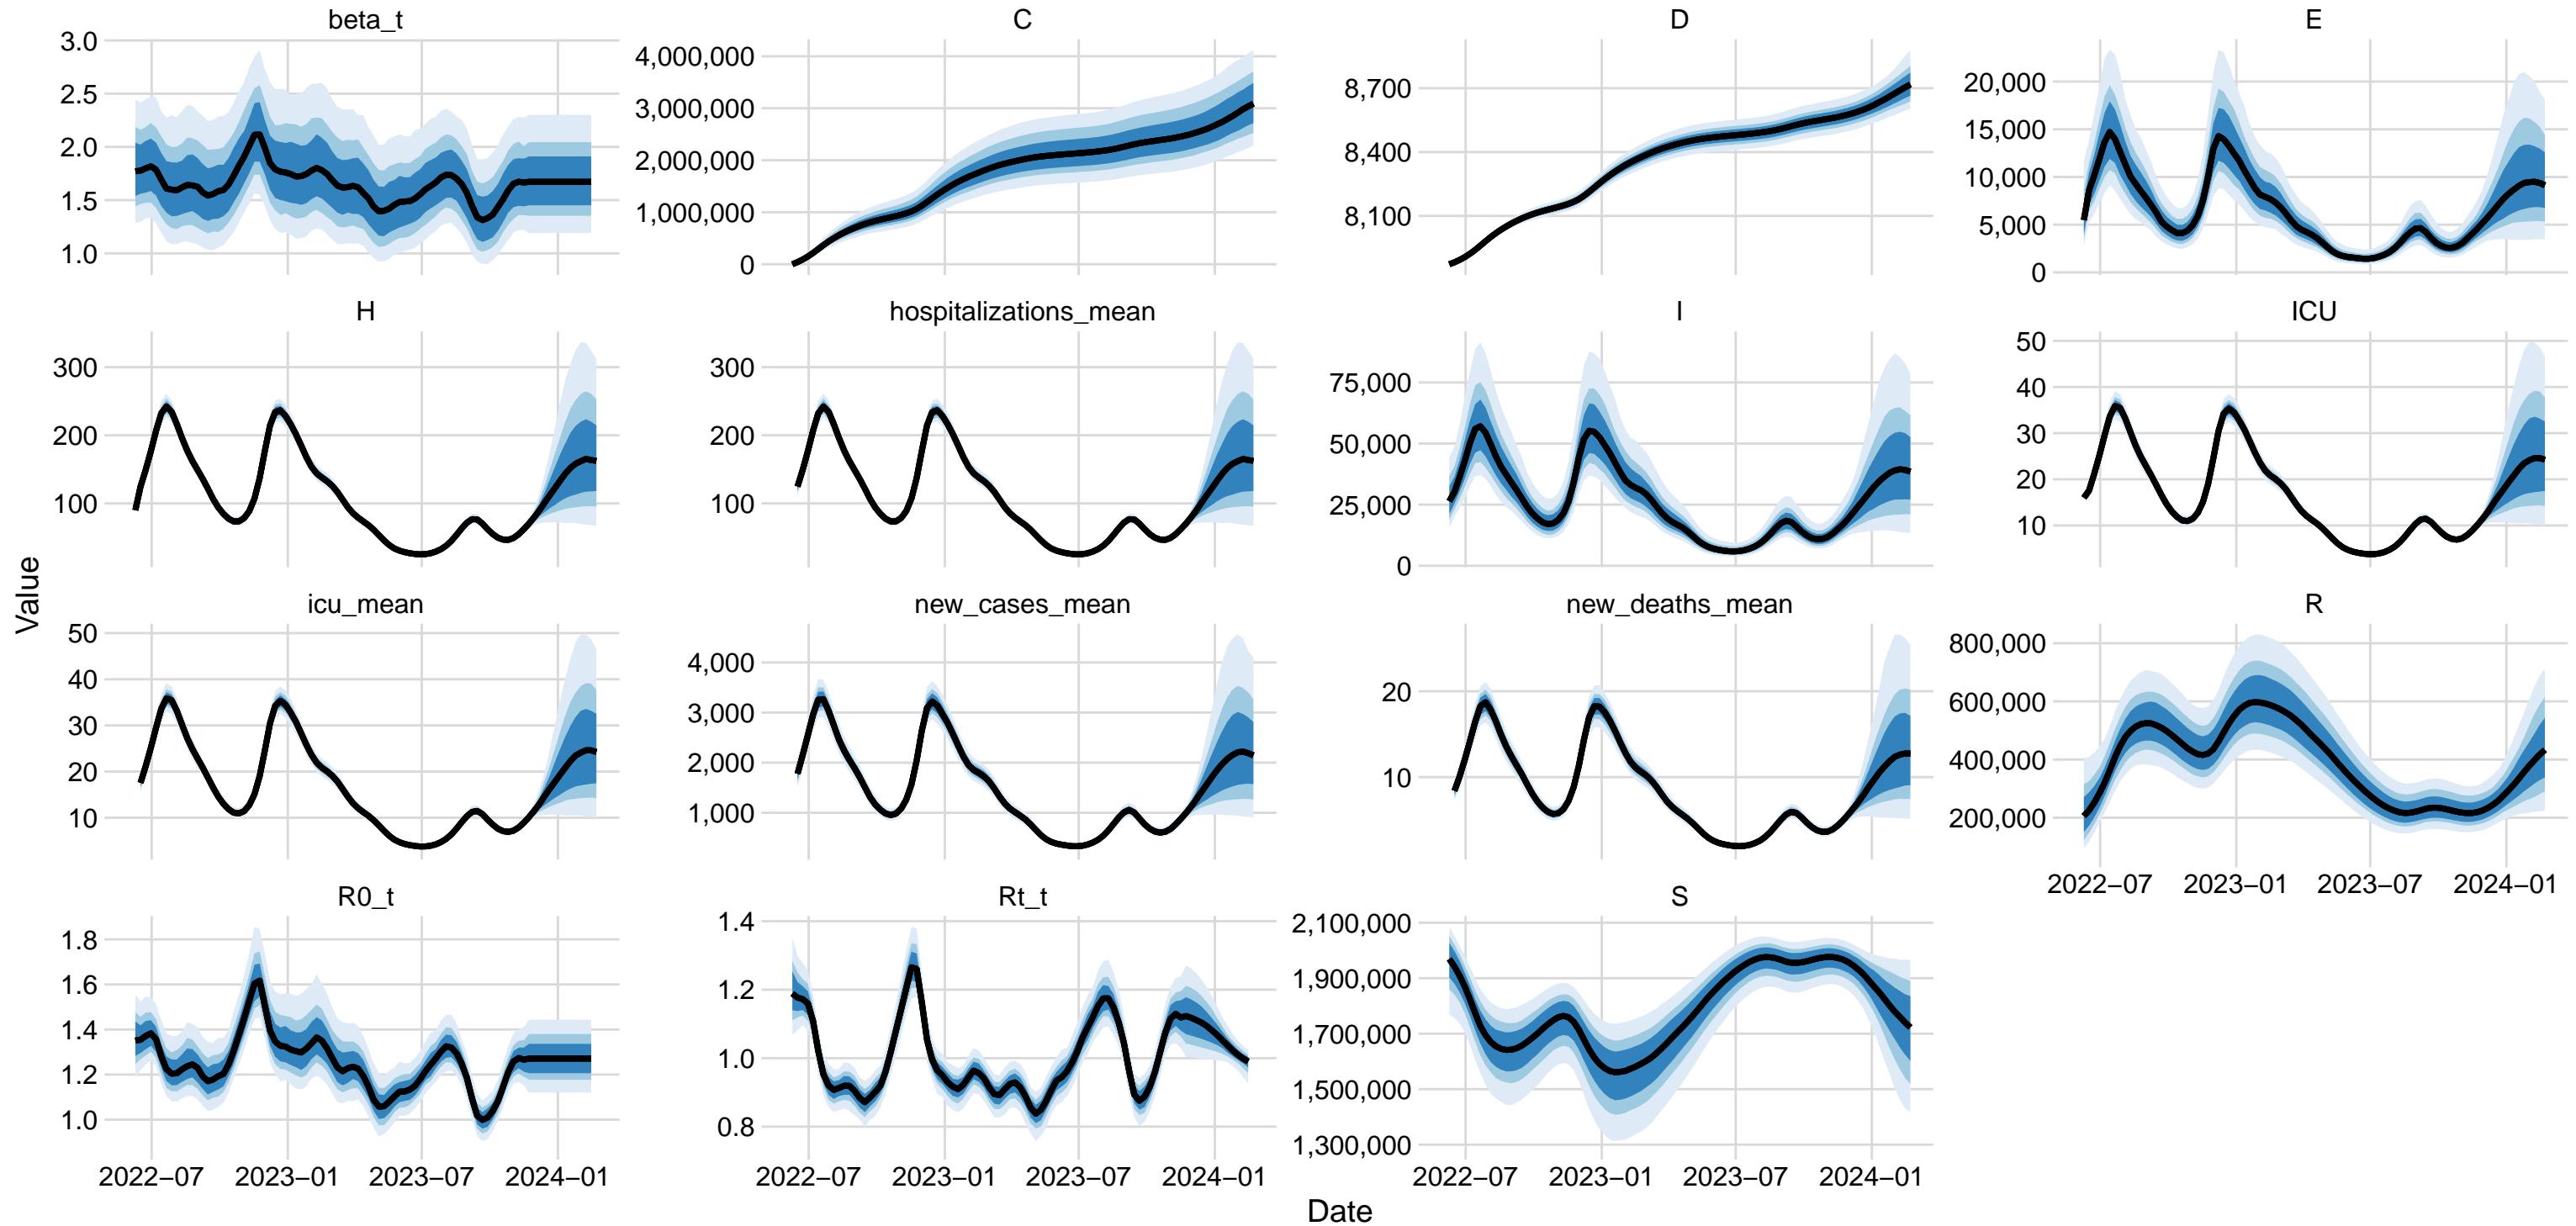 beta_t
C
D
E
3.0
2.5
2.0
1.5
1.0
4,000,000
3,000,000
2,000,000
1,000,000
0
8,700
8,400
8,100
20,000
15,000
10,000
5,000
0
H
hospitalizations_mean
I
ICU
300
200
100
300
200
100
75,000
50,000
25,000
0
50
40
30
20
10
Value
icu_mean
new_cases_mean
new_deaths_mean
R
50
40
30
20
10
4,000
3,000
2,000
1,000
20
10
800,000
600,000
400,000
200,000
2022−07 2023−01 2023−07 2024−01
R0_t
Rt_t
S
1.8
1.6
1.4
1.2
1.0
1.4
1.2
1.0
0.8
2,100,000
1,900,000
1,700,000
1,500,000
1,300,000
2022−07 2023−01 2023−07 2024−01
2022−07 2023−01 2023−07 2024−01
2022−07 2023−01 2023−07 2024−01
Date